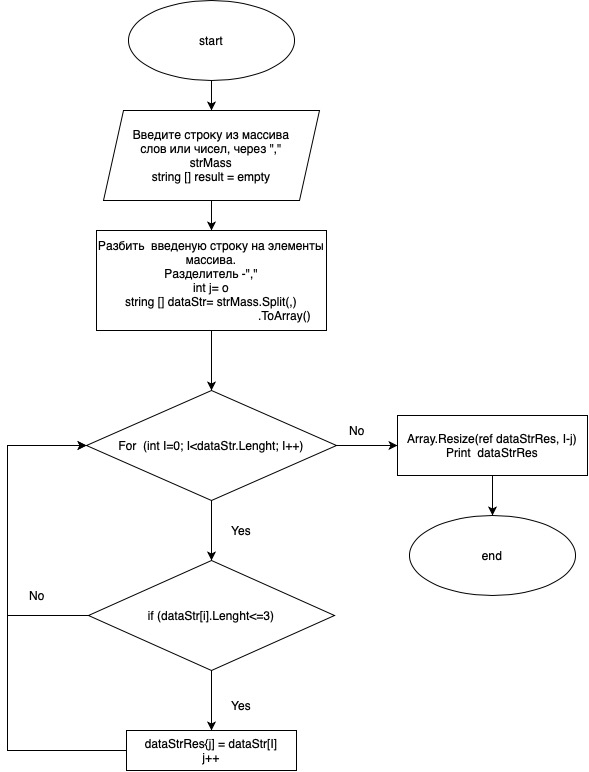 start
Введите строку из массива
слов или чисел, через ","
strMass
string [] result = empty
Разбить введеную строку на элементы
массива.
Разделитель -","
int j= o
string [] dataStr= strMass.Split(,)
.ToArray()
For (int I=0; I<dataStr.Lenght; I++)
No
Array.Resize(ref dataStrRes, I-j)
Print dataStrRes
end
Yes
if (dataStr[i].Lenght<=3)
No
Yes
dataStrRes{j] = dataStr[I]
j++